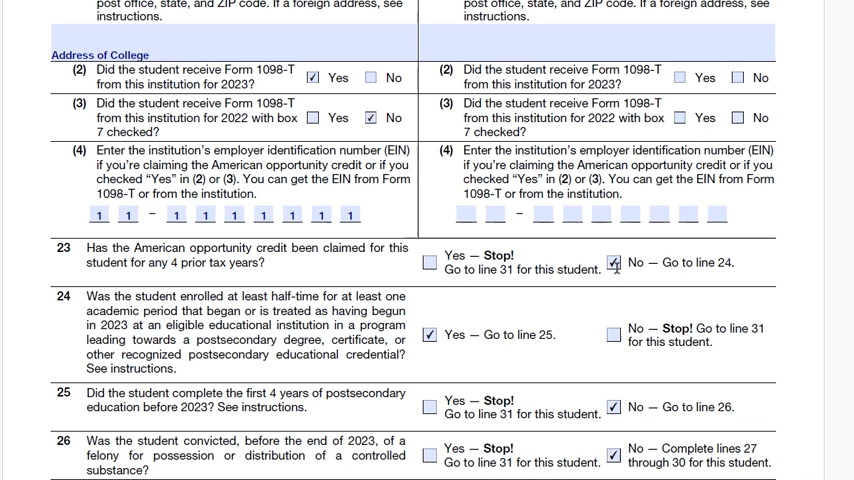 post office, state, and ZIP code. If a foreign address, see
instructions.
Address of College
(2) Did the student receive Form 1098-T
from this institution for 2023?
Yes No
(3) Did the student receive Form 1098-T
from this institution for 2022 with box
7 checked?
Yes No
(4) Enter the institution's employer identification number (EIN)
if you're claiming the American opportunity credit or if you
checked "Yes" in (2) or (3). You can get the EIN from Form
1098-T or from the institution.
1 1 – 1 1 1 1 1 1 1
post office, state, and ZIP code. If a foreign address, see
instructions.
(2) Did the student receive Form 1098-T
from this institution for 2023?
Yes No
(3) Did the student receive Form 1098-T
from this institution for 2022 with box
7 checked?
Yes No
(4) Enter the institution's employer identification number (EIN)
if you're claiming the American opportunity credit or if you
checked "Yes" in (2) or (3). You can get the EIN from Form
1098-T or from the institution.
–
23 Has the American opportunity credit been claimed for this
student for any 4 prior tax years?
Yes — Stop!
Go to line 31 for this student.
No — Go to line 24.
24 Was the student enrolled at least half-time for at least one
academic period that began or is treated as having begun
in 2023 at an eligible educational institution in a program
leading towards a postsecondary degree, certificate, or
other recognized postsecondary educational credential?
See instructions.
Yes — Go to line 25.
No — Stop! Go to line 31
for this student.
25 Did the student complete the first 4 years of postsecondary
education before 2023? See instructions.
Yes — Stop!
Go to line 31 for this student.
No — Go to line 26.
26 Was the student convicted, before the end of 2023, of a
felony for possession or distribution of a controlled
substance?
Yes — Stop!
Go to line 31 for this student.
No — Complete lines 27
through 30 for this student.